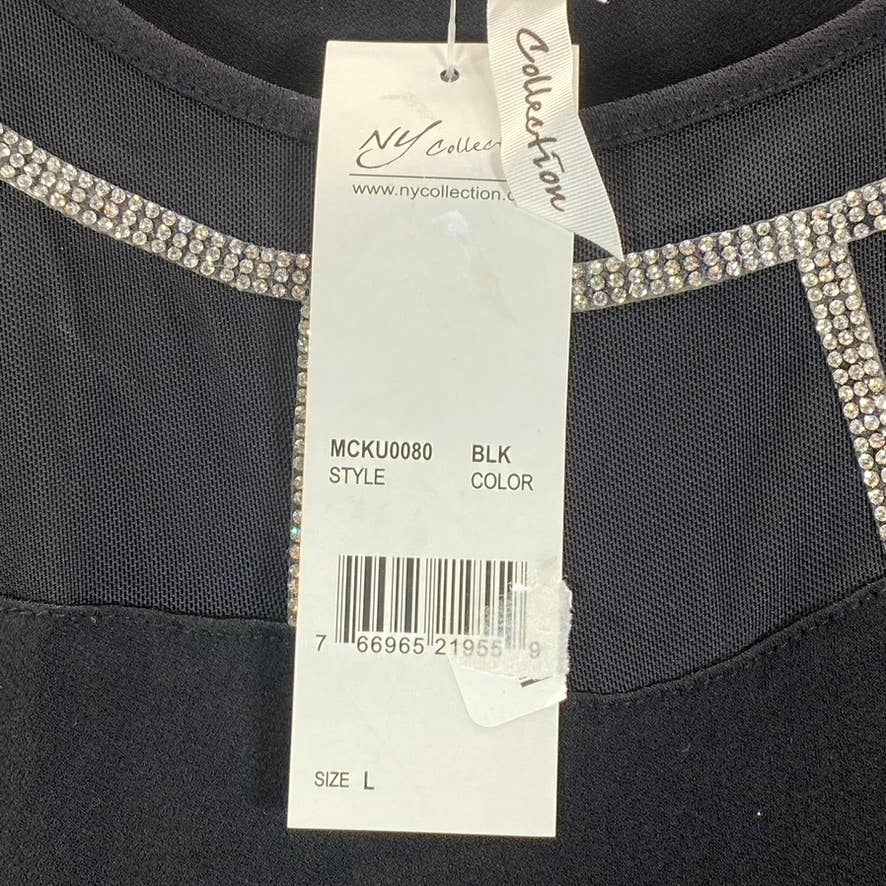 Collection
NY Collec
www.nycollection.c
MCKU0080 BLK
STYLE COLOR
7 66965 21955 9
SIZE L